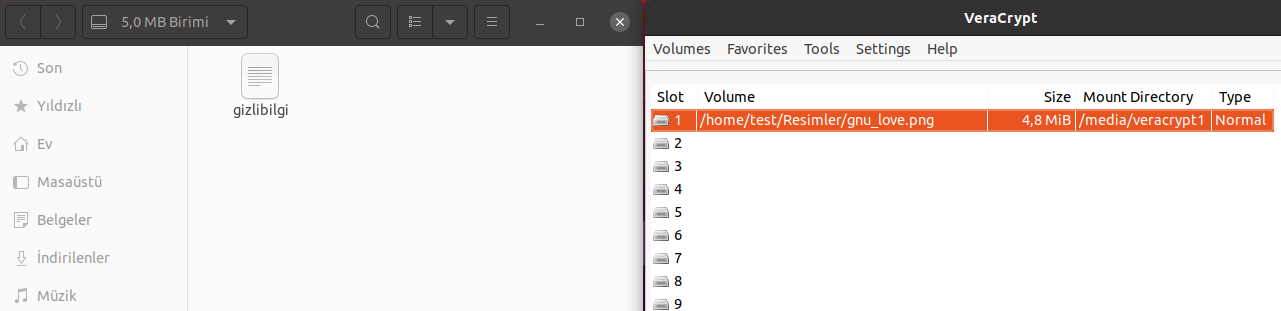 5,0 MB Birimi
Son
Yıldızlı
Ev
Masaüstü
Belgeler
İndirilenler
Müzik
gizlibilgi
VeraCrypt
Volumes Favorites Tools Settings Help
Slot Volume Size Mount Directory Type
1 /home/test/Resimler/gnu_love.png 4,8 MiB /media/veracrypt1 Normal
2
3
4
5
6
7
8
9